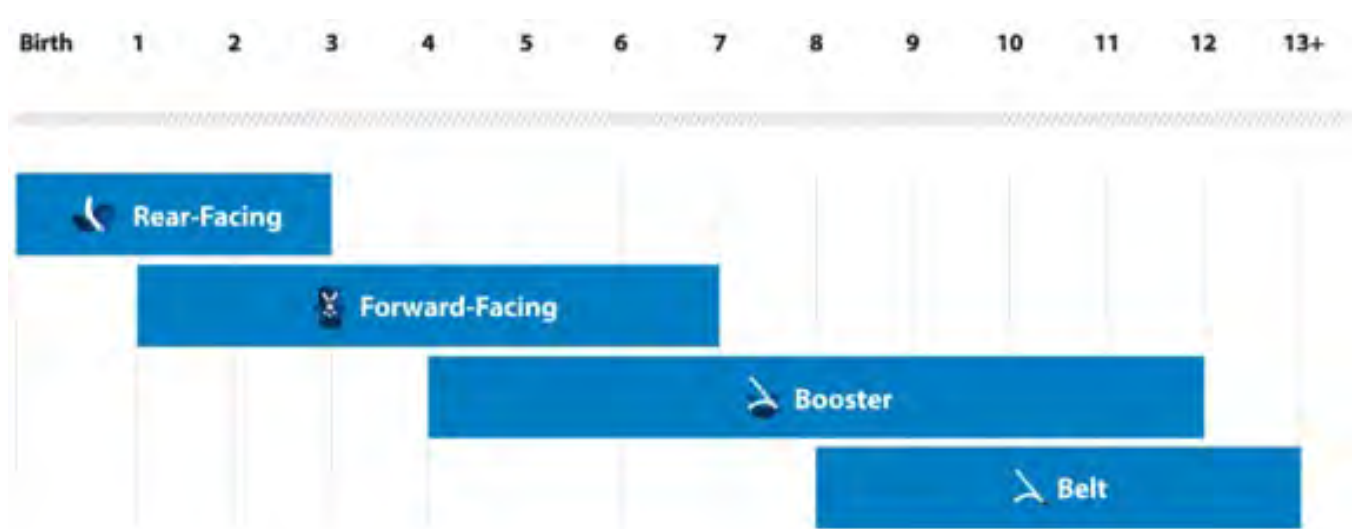 Birth 1 2 3 4 5 6 7 8 9 10 11 12 13+
Rear-Facing
Forward-Facing
Booster
Belt